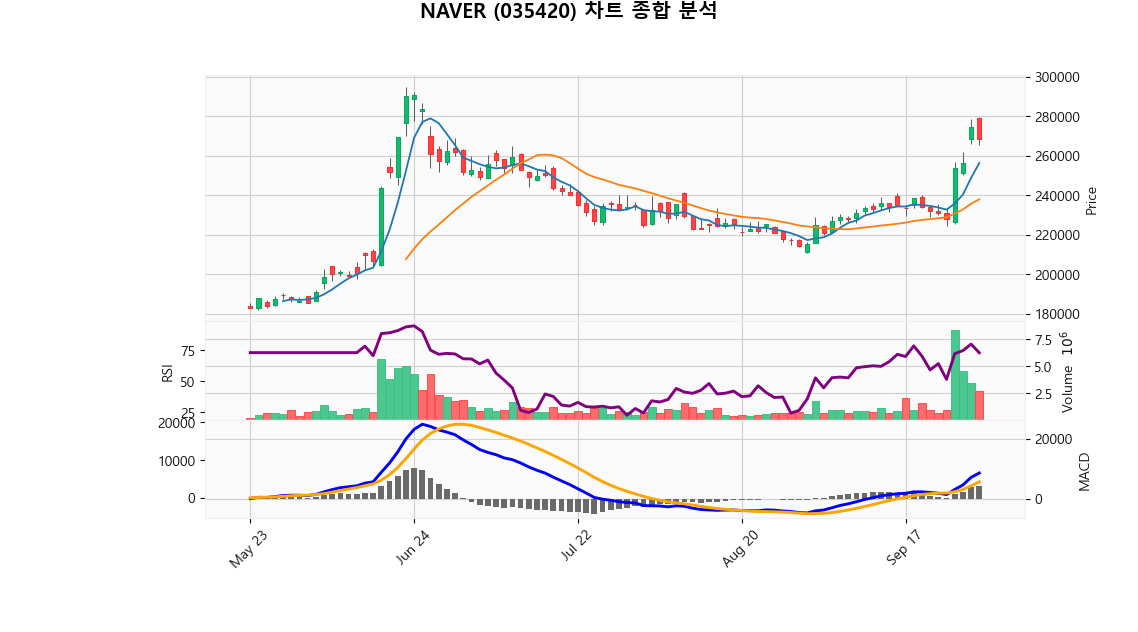 NAVER (035420) 차트 종합 분석
300000
280000
260000
240000
220000
200000
180000
Price
75
50
25
RSI
7.5
5.0
2.5
Volume 10^6
20000
10000
0
20000
0
MACD
May 23
Jun 24
Jul 22
Aug 20
Sep 17